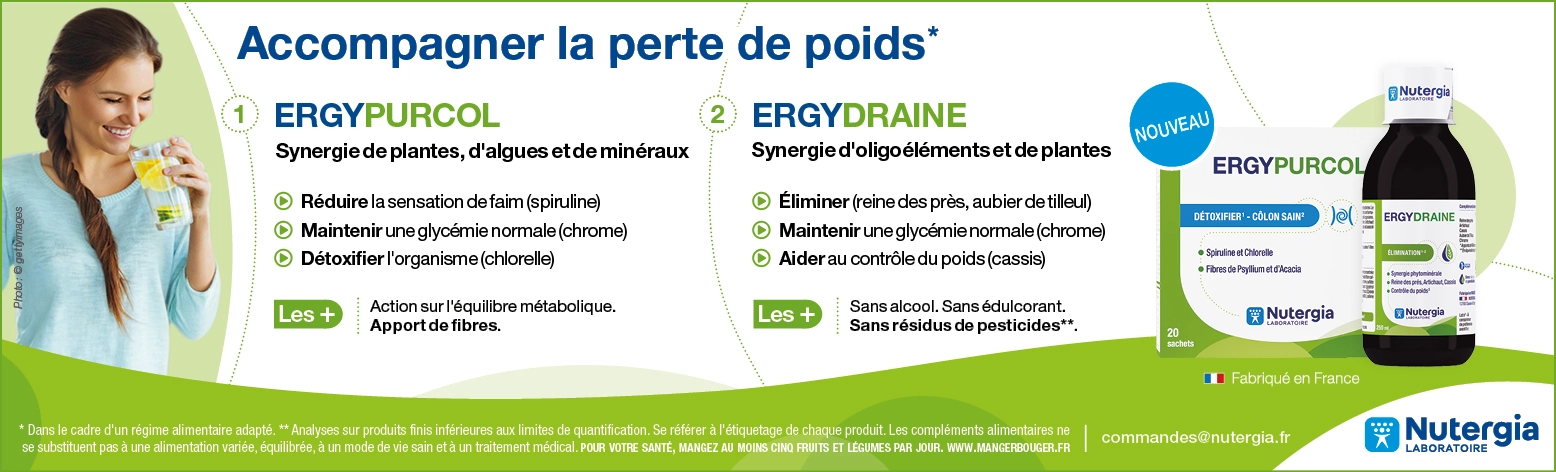 Accompagner la perte de poids*
1
ERGYPURCOL
Synergie de plantes, d'algues et de minéraux
Réduire la sensation de faim (spiruline)
Maintenir une glycémie normale (chrome)
Détoxifier l'organisme (chlorelle)
Les +
Action sur l'équilibre métabolique.
Apport de fibres.
2
ERGYDRAINE
Synergie d'oligoéléments et de plantes
Éliminer (reine des près, aubier de tilleul)
Maintenir une glycémie normale (chrome)
Aider au contrôle du poids (cassis)
Les +
Sans alcool. Sans édulcorant.
Sans résidus de pesticides**.
NOUVEAU
ERGYPURCOL
DÉTOXIFIER¹ - CÔLON SAIN²
• Spiruline et Chlorelle
• Fibres de Psyllium et d'Acacia
Nutergia
LABORATOIRE
20
sachets
Nutergia
LABORATOIRE
ERGYDRAINE
ÉLIMINATION
• Synergie phytominérale
• Reine des prés, Artichaut, Cassis
• Contrôle du poids
Nutergia
LABORATOIRE
250 ml
Fabriqué en France
Photo : © gettyimages
* Dans le cadre d'un régime alimentaire adapté. ** Analyses sur produits finis inférieures aux limites de quantification. Se référer à l'étiquetage de chaque produit. Les compléments alimentaires ne
se substituent pas à une alimentation variée, équilibrée, à un mode de vie sain et à un traitement médical. POUR VOTRE SANTÉ, MANGEZ AU MOINS CINQ FRUITS ET LÉGUMES PAR JOUR. WWW.MANGERBOUGER.FR
commandes@nutergia.fr
Nutergia
LABORATOIRE